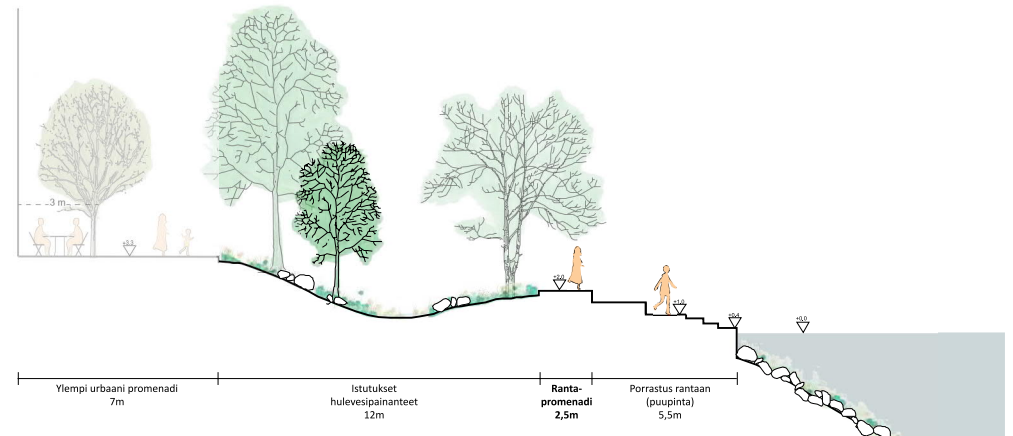 3 m
+3,3
+2,0
+1,0
+0,4
+0,0
Ylempi urbaani promenadi
7m
Istutukset
hulevesipainanteet
12m
Ranta-
promenadi
2,5m
Porrastus rantaan
(puupinta)
5,5m